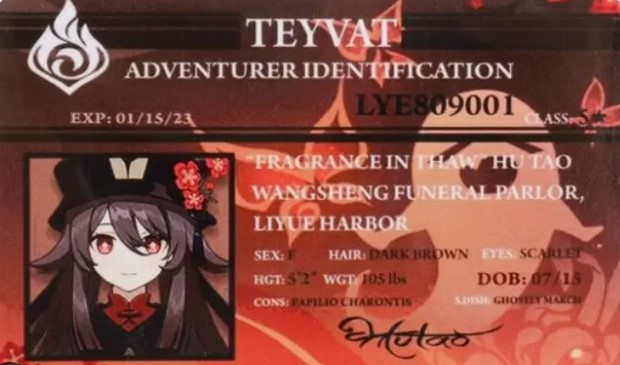 TEYVAT
ADVENTURER IDENTIFICATION
LYE809001
EXP: 01/15/23
CLASS: 5★
"FRAGRANCE IN THAW" HU TAO
WANGSHENG FUNERAL PARLOR,
LIYUE HARBOR
SEX: F HAIR: DARK BROWN EYES: SCARLET
HGT: 5'2" WGT: 105 lbs DOB: 07/15
CONS: PAPILIO CHARONTIS S.DISH: GHOSTLY MARCH
Hutao